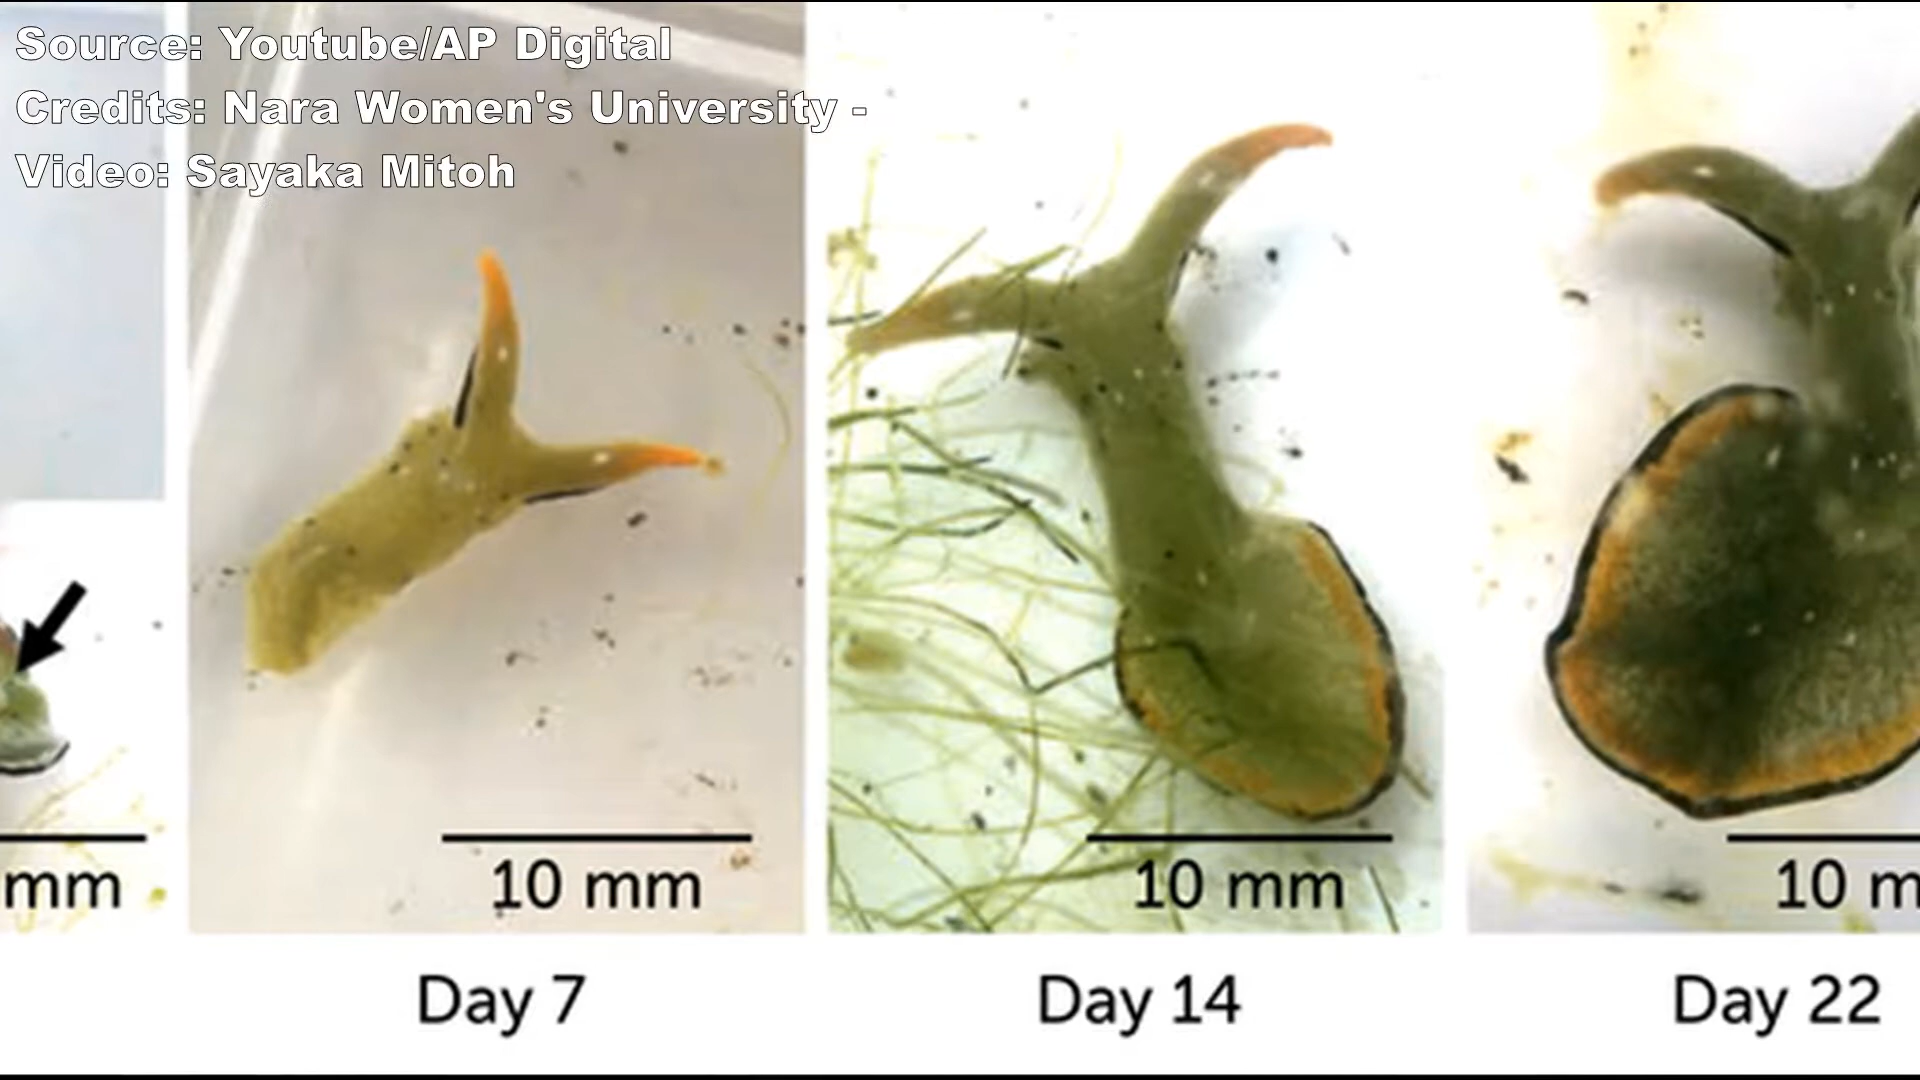 Source: Youtube/AP Digital
Credits: Nara Women's University -
Video: Sayaka Mitoh
mm
10 mm
10 mm
10 m
Day 7
Day 14
Day 22